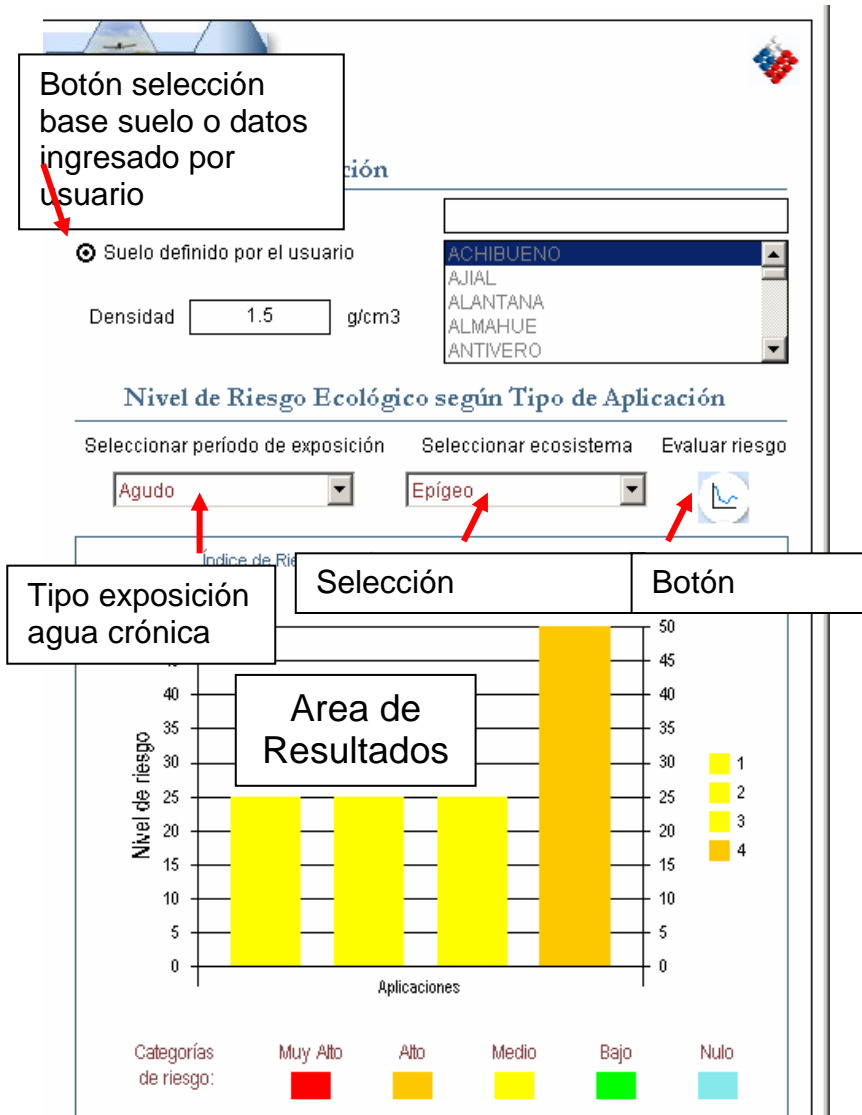 Botón selección
base suelo o datos
ingresado por
usuario
ción
Suelo definido por el usuario
Densidad 1.5 g/cm3
ACHIBUENO
AJIAL
ALANTANA
ALMAHUE
ANTIVERO
Nivel de Riesgo Ecológico según Tipo de Aplicación
Seleccionar período de exposición Seleccionar ecosistema Evaluar riesgo
Agudo Epígeo
Índice de Rie
Tipo exposición
agua crónica
Selección
Botón
Area de
Resultados
Nivel de riesgo
40
35
30
25
20
15
10
5
0
50
45
40
35
30
25
20
15
10
5
0
1
2
3
4
Aplicaciones
Categorías
de riesgo:
Muy Alto Alto Medio Bajo Nulo